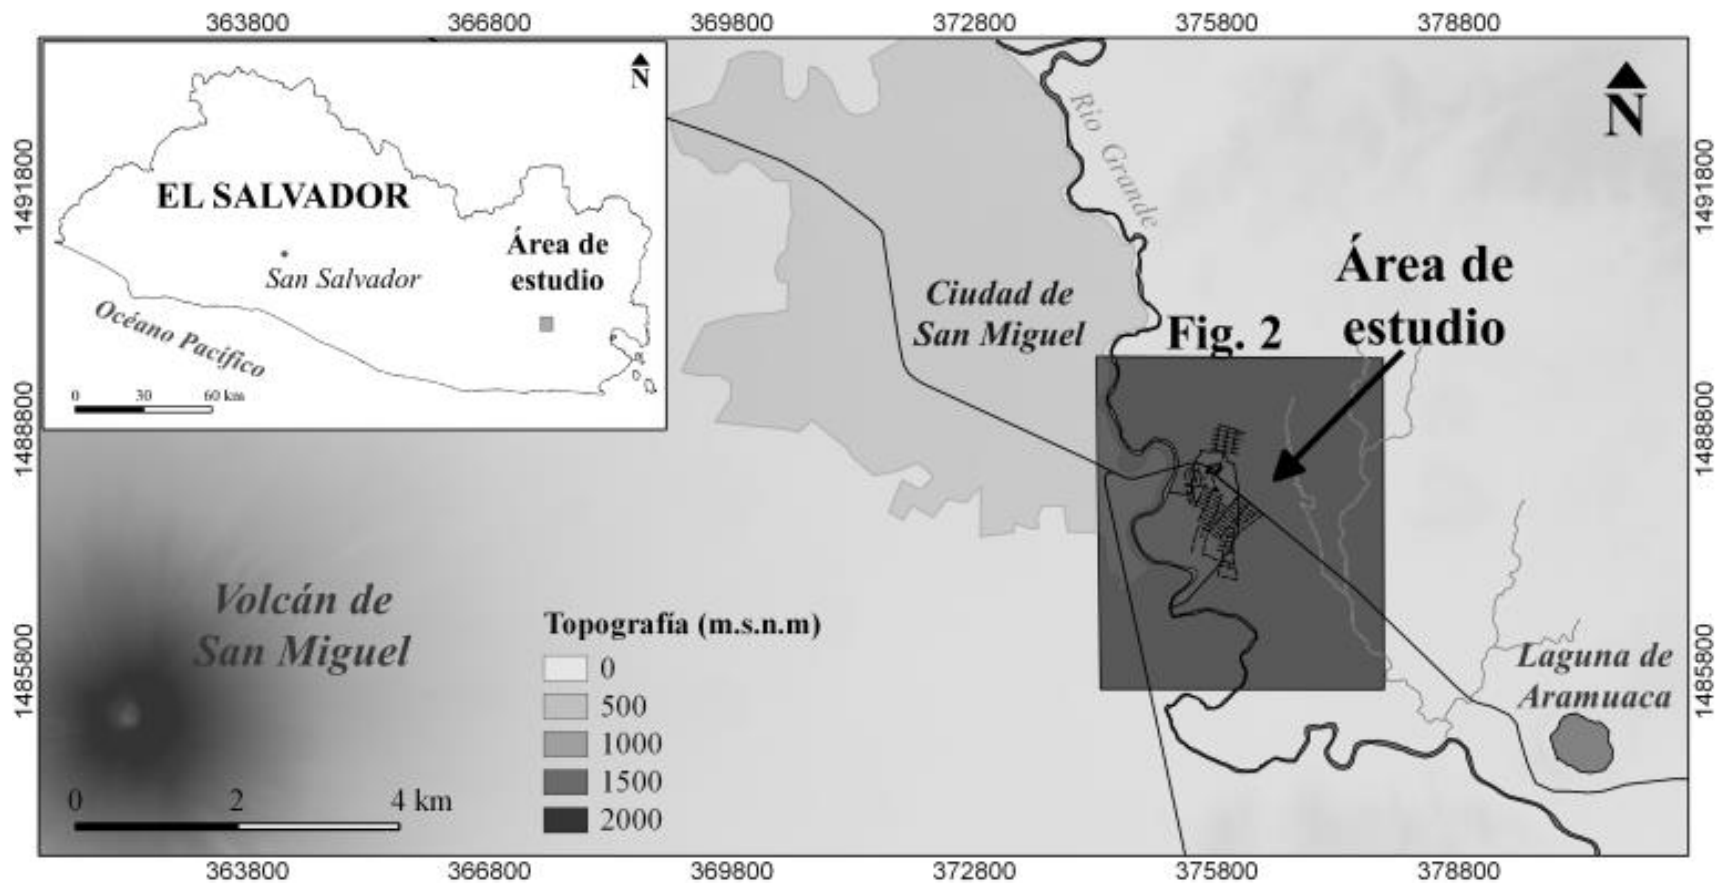 363800 366800 369800 372800 375800 378800
N
EL SALVADOR
Área de
estudio
San Salvador
Océano Pacífico
0 30 60 km
N
Rio Grande
Ciudad de
San Miguel
Área de
estudio
Fig. 2
1491800
1488800
1485800
1491800
1488800
1485800
Volcán de
San Miguel
Topografía (m.s.n.m)
0
500
1000
1500
2000
0 2 4 km
Laguna de
Aramuaca
363800 366800 369800 372800 375800 378800